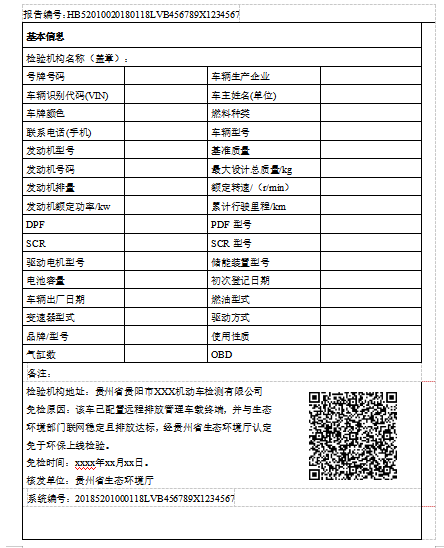 报告编号:HB52010020180118LVB456789X1234567
基本信息
检验机构名称（盖章）：
号牌号码 车辆生产企业
车辆识别代码(VIN) 车主姓名(单位)
车牌颜色 燃料种类
联系电话(手机) 车辆型号
发动机型号 基准质量
发动机号码 最大设计总质量/kg
发动机排量 额定转速/（r/min）
发动机额定功率/kw 累计行驶里程/km
DPF PDF 型号
SCR SCR 型号
驱动电机型号 储能装置型号
电池容量 初次登记日期
车辆出厂日期 燃油型式
变速器型式 驱动方式
品牌/型号 使用性质
气缸数 OBD
备注：
检验机构地址：贵州省贵阳市XXX机动车检测有限公司
免检原因：该车已配置远程排放管理车载终端，并与生态
环境部门联网稳定且排放达标，经贵州省生态环境厅认定
免于环保上线检验。
免检时间：xxxx年xx月xx日。
核发单位：贵州省生态环境厅
系统编号：20185201000118LVB456789X1234567